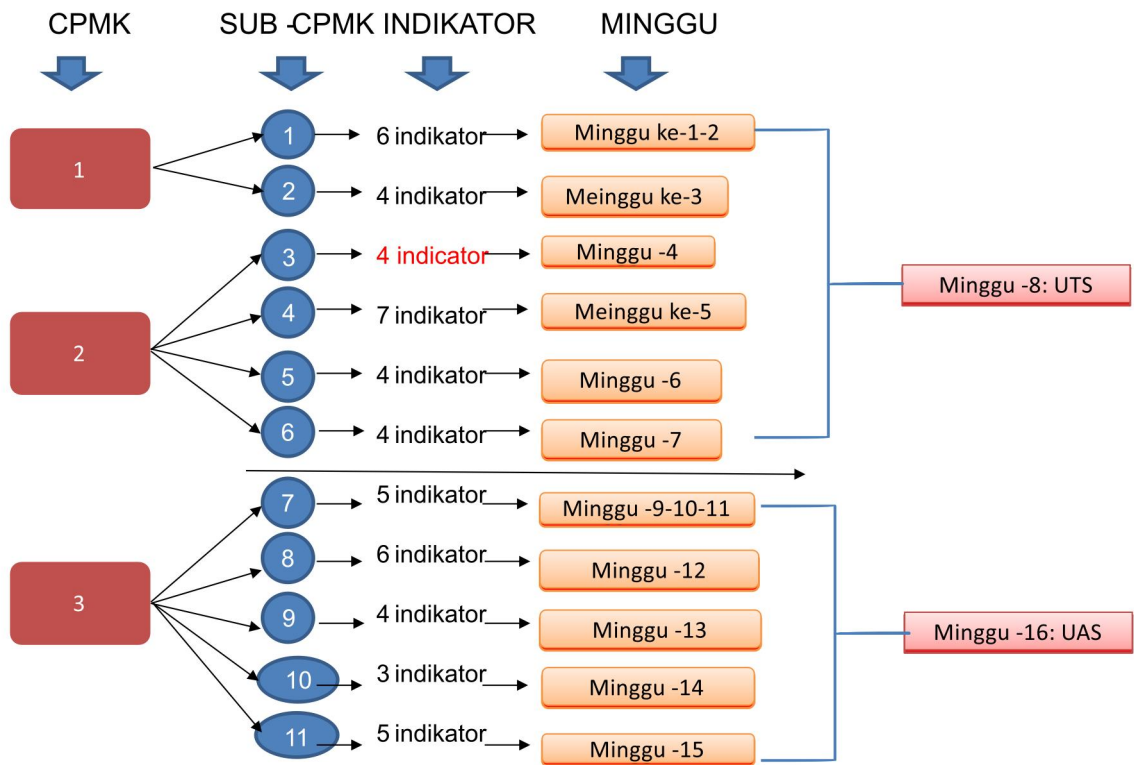 CPMK SUB -CPMK INDIKATOR MINGGU
1 1 6 indikator Minggu ke-1-2
2 4 indikator Meinggu ke-3
2 3 4 indicator Minggu -4
4 7 indikator Meinggu ke-5
5 4 indikator Minggu -6
6 4 indikator Minggu -7
Minggu -8: UTS
3 7 5 indikator Minggu -9-10-11
8 6 indikator Minggu -12
9 4 indikator Minggu -13
10 3 indikator Minggu -14
11 5 indikator Minggu -15
Minggu -16: UAS